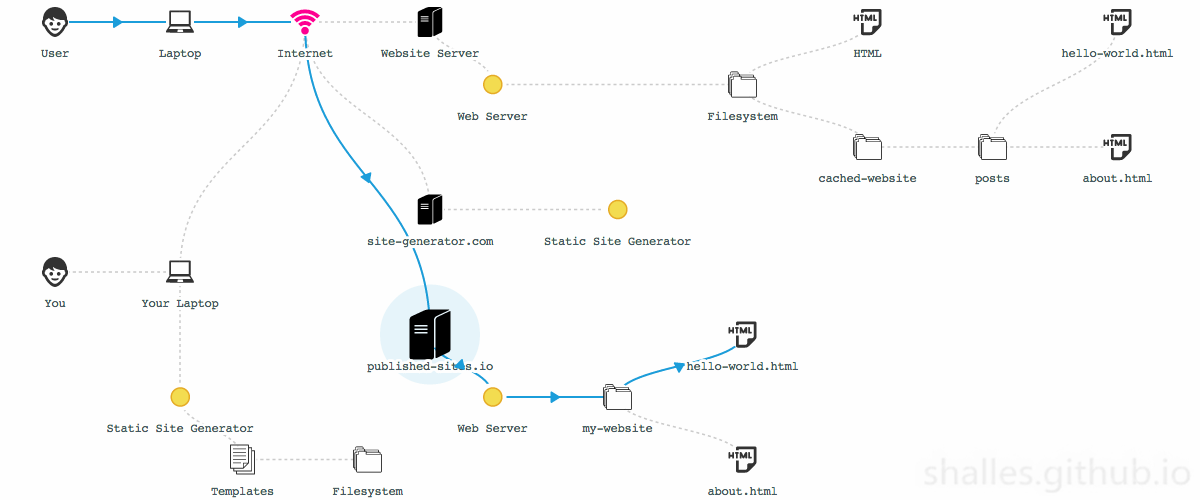 HTML
HTML
User
Laptop
Internet
Website Server
HTML
hello-world.html
Web Server
Filesystem
HTML
cached-website
posts
about.html
site-generator.com
Static Site Generator
You
Your Laptop
HTML
published-sites.io
hello-world.html
Static Site Generator
Web Server
my-website
HTML
Templates
Filesystem
about.html
shalles.github.io